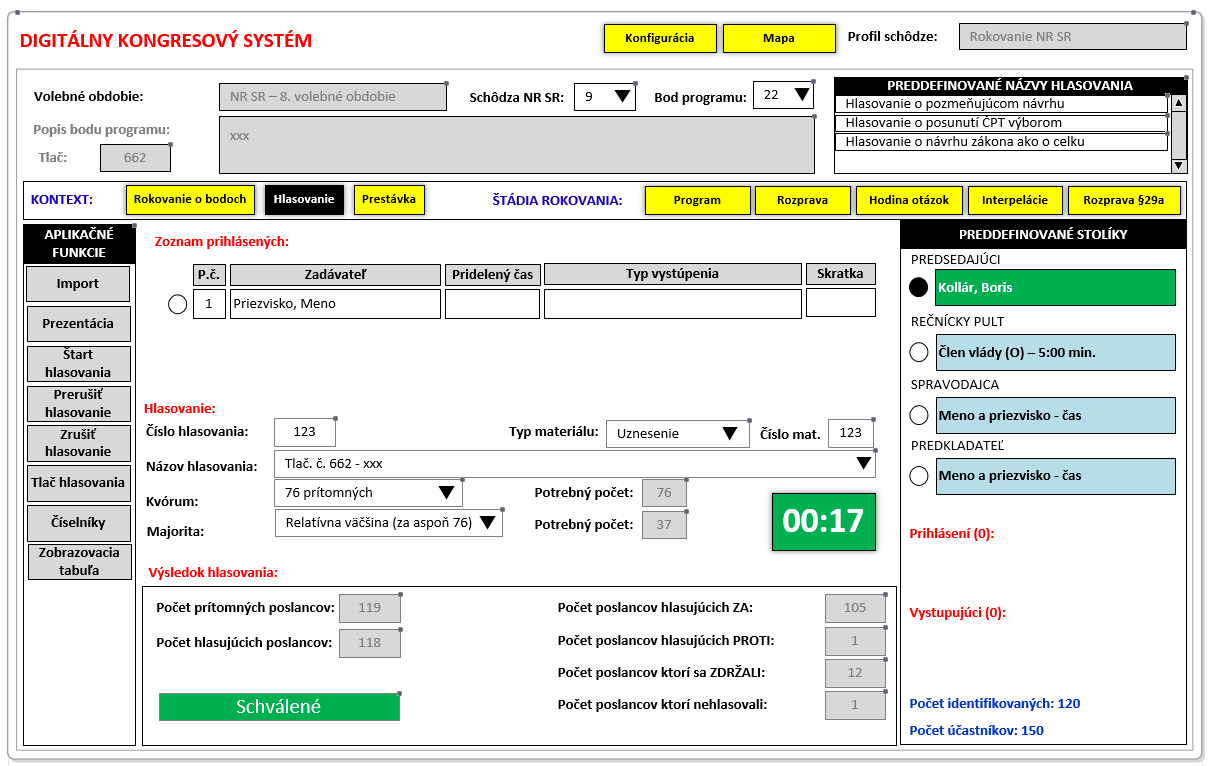 DIGITÁLNY KONGRESOVÝ SYSTÉM
Konfigurácia
Mapa
Profil schôdze:
Rokovanie NR SR
Volebné obdobie:
NR SR – 8. volebné obdobie
Schôdza NR SR:
9
Bod programu:
22
PREDDEFINOVANÉ NÁZVY HLASOVANIA
Hlasovanie o pozmeňujúcom návrhu
Hlasovanie o posunutí ČPT výborom
Hlasovanie o návrhu zákona ako o celku
Popis bodu programu:
xxx
Tlač:
662
KONTEXT:
Rokovanie o bodoch
Hlasovanie
Prestávka
ŠTÁDIA ROKOVANIA:
Program
Rozprava
Hodina otázok
Interpelácie
Rozprava §29a
APLIKAČNÉ
FUNKCIE
Import
Prezentácia
Štart
hlasovania
Prerušiť
hlasovanie
Zrušiť
hlasovanie
Tlač hlasovania
Číselníky
Zobrazovacia
tabuľa
Zoznam prihlásených:
P.č.
Zadávateľ
Pridelený čas
Typ vystúpenia
Skratka
1
Priezvisko, Meno
Hlasovanie:
Číslo hlasovania:
123
Typ materiálu:
Uznesenie
Číslo mat.
123
Názov hlasovania:
Tlač. č. 662 - xxx
Kvórum:
76 prítomných
Potrebný počet:
76
Majorita:
Relatívna väčšina (za aspoň 76)
Potrebný počet:
37
00:17
Výsledok hlasovania:
Počet prítomných poslancov:
119
Počet hlasujúcich poslancov:
118
Schválené
Počet poslancov hlasujúcich ZA:
105
Počet poslancov hlasujúcich PROTI:
1
Počet poslancov ktorí sa ZDRŽALI:
12
Počet poslancov ktorí nehlasovali:
1
PREDDEFINOVANÉ STOLÍKY
PREDSEDAJÚCI
Kollár, Boris
REČNÍCKY PULT
Člen vlády (O) – 5:00 min.
SPRAVODAJCA
Meno a priezvisko - čas
PREDKLADATEĽ
Meno a priezvisko - čas
Prihlásení (0):
Vystupujúci (0):
Počet identifikovaných: 120
Počet účastníkov: 150